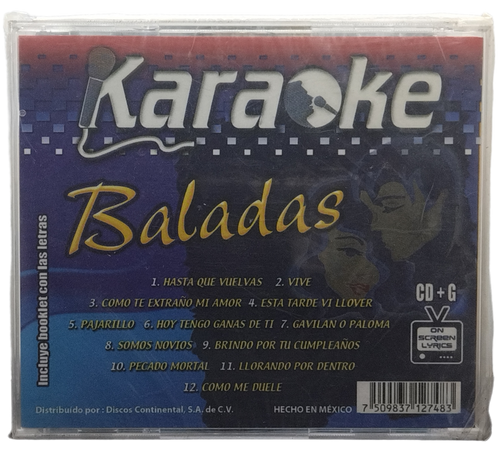 Karaoke
Baladas
Incluye booklet con las letras
1. HASTA QUE VUELVAS 2. VIVE
3. COMO TE EXTRAÑO MI AMOR 4. ESTA TARDE VI LLOVER
5. PAJARILLO 6. HOY TENGO GANAS DE TI 7. GAVILAN O PALOMA
8. SOMOS NOVIOS 9. BRINDO POR TU CUMPLEAÑOS
10. PECADO MORTAL 11. LLORANDO POR DENTRO
12. COMO ME DUELE
CD + G
ON
SCREEN
LYRICS
Distribuido por : Discos Continental, S.A. de C.V. HECHO EN MÉXICO
7 509837 127483